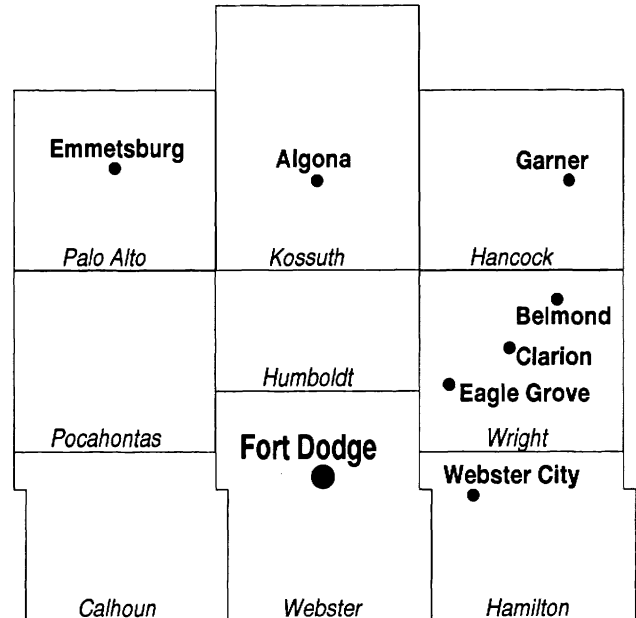 Emmetsburg
Algona
Garner
Palo Alto
Kossuth
Hancock
Belmond
Clarion
Humboldt
Eagle Grove
Pocahontas
Wright
Fort Dodge
Webster City
Calhoun
Webster
Hamilton